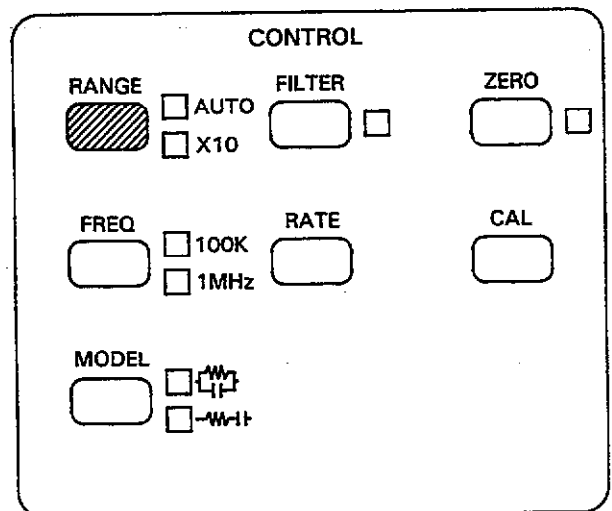 CONTROL
RANGE
AUTO
X10
FILTER
ZERO
FREQ
100K
1MHz
RATE
CAL
MODEL